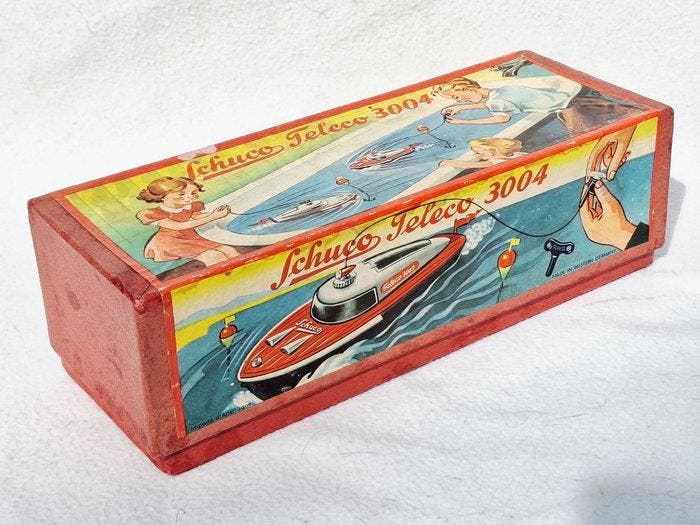 Schuco Teleco 3004
Schuco Teleco 3004
Schuco
MADE IN WESTERN GERMANY